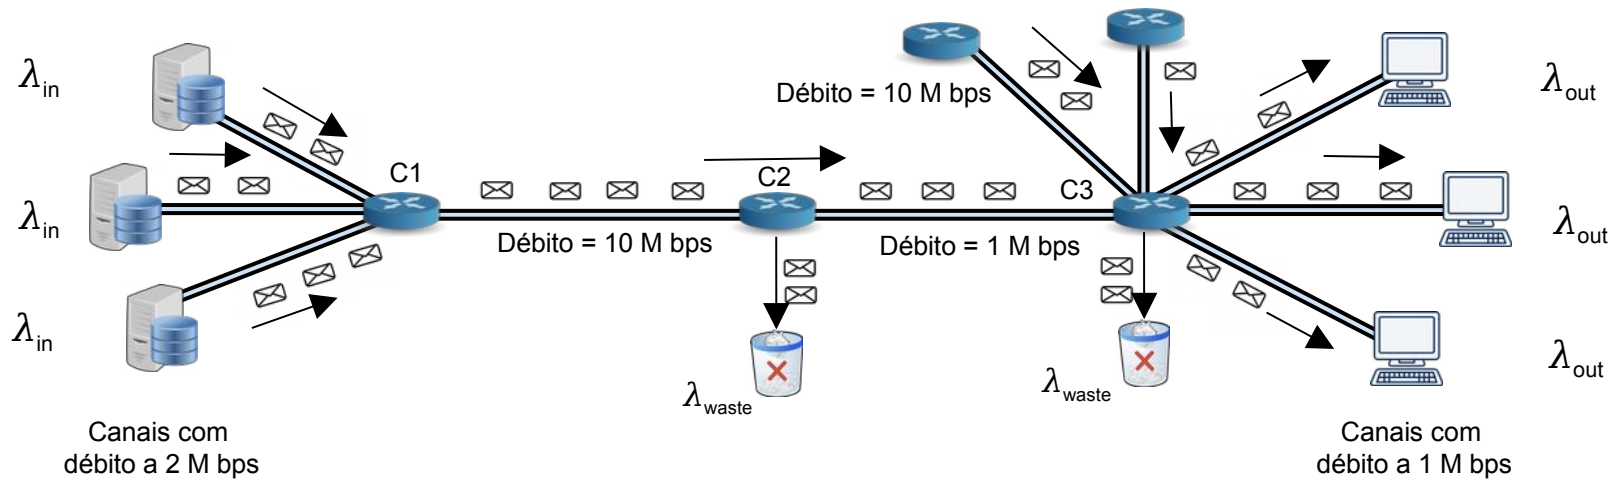 λin
λin
λin
C1
C2
C3
Débito = 10 M bps
Débito = 10 M bps
Débito = 1 M bps
λout
λout
λout
λwaste
λwaste
Canais com
débito a 2 M bps
Canais com
débito a 1 M bps